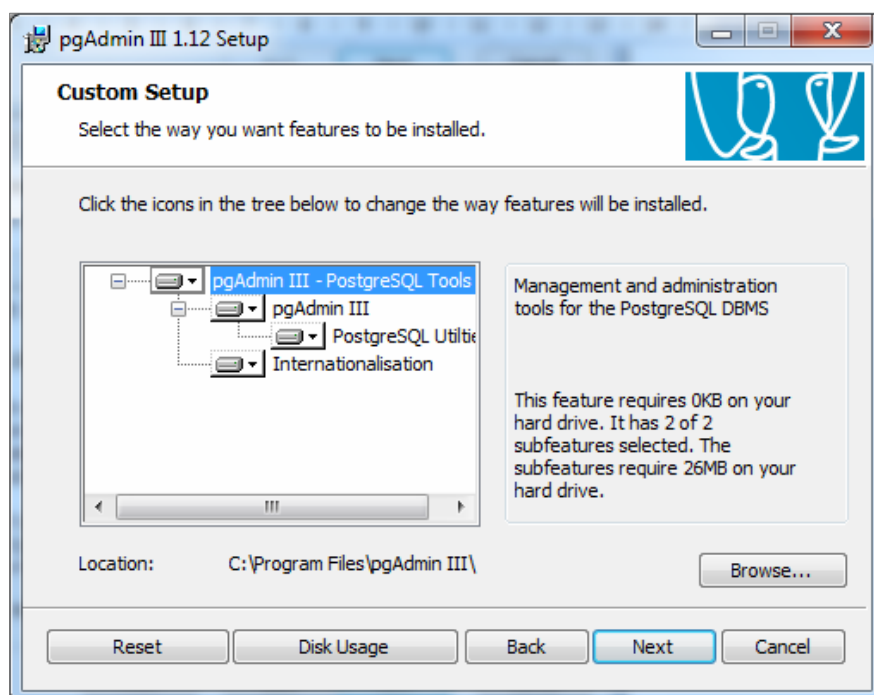 pgAdmin III 1.12 Setup
Custom Setup
Select the way you want features to be installed.
Click the icons in the tree below to change the way features will be installed.
pgAdmin III - PostgreSQL Tools
pgAdmin III
PostgreSQL Utiltie
Internationalisation
Management and administration
tools for the PostgreSQL DBMS
This feature requires 0KB on your
hard drive. It has 2 of 2
subfeatures selected. The
subfeatures require 26MB on your
hard drive.
Location: C:\Program Files\pgAdmin III\
Browse...
Reset Disk Usage Back Next Cancel